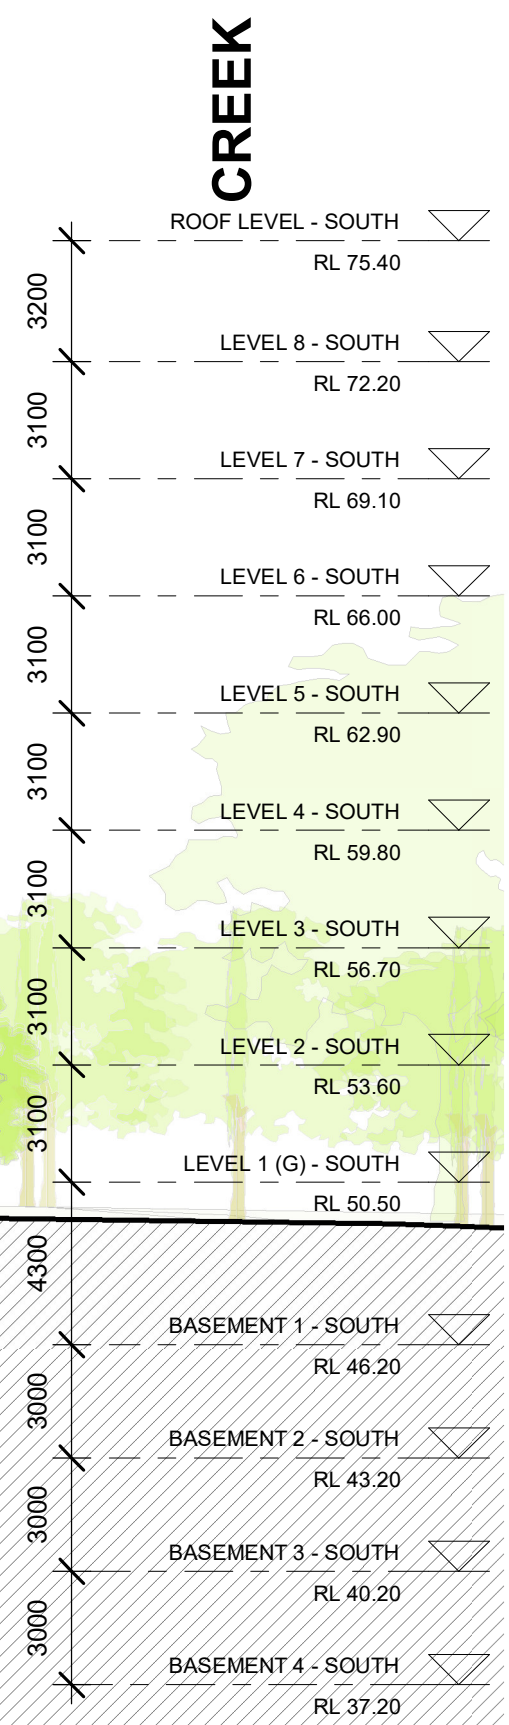 CREEK
ROOF LEVEL - SOUTH
RL 75.40
3200
LEVEL 8 - SOUTH
RL 72.20
3100
LEVEL 7 - SOUTH
RL 69.10
3100
LEVEL 6 - SOUTH
RL 66.00
3100
LEVEL 5 - SOUTH
RL 62.90
3100
LEVEL 4 - SOUTH
RL 59.80
3100
LEVEL 3 - SOUTH
RL 56.70
3100
LEVEL 2 - SOUTH
RL 53.60
3100
LEVEL 1 (G) - SOUTH
RL 50.50
4300
BASEMENT 1 - SOUTH
RL 46.20
3000
BASEMENT 2 - SOUTH
RL 43.20
3000
BASEMENT 3 - SOUTH
RL 40.20
3000
BASEMENT 4 - SOUTH
RL 37.20